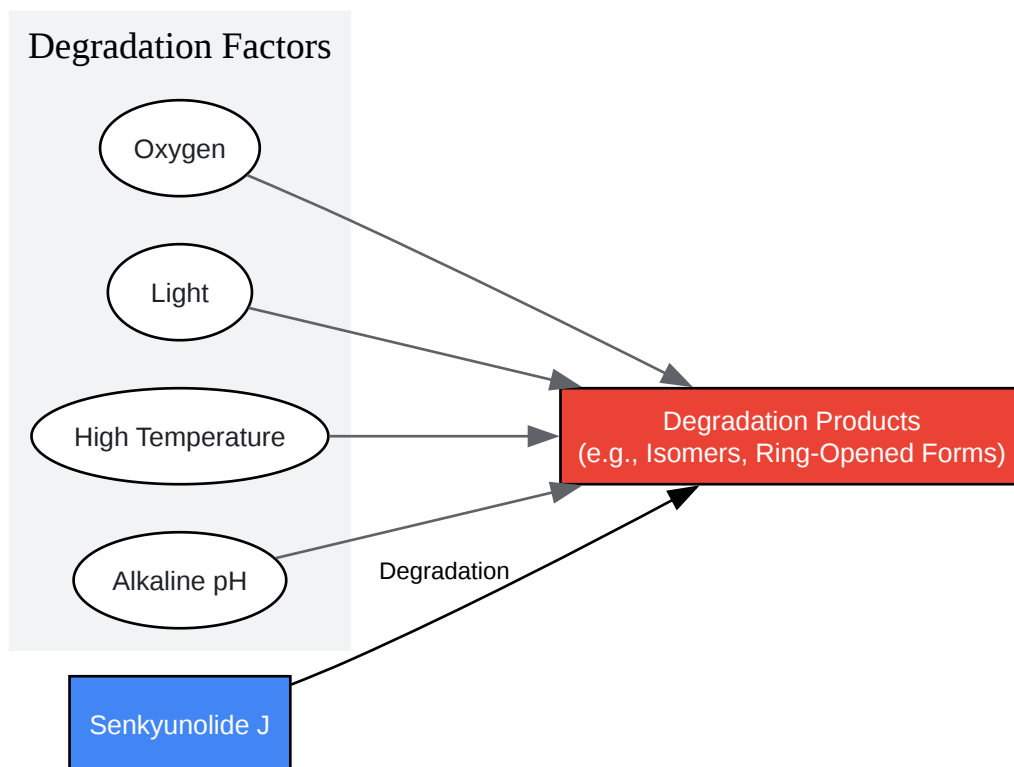 Degradation Factors
Oxygen
Light
High Temperature
Degradation Products
(e.g., Isomers, Ring-Opened Forms)
Alkaline pH
Degradation
Senkyunolide J